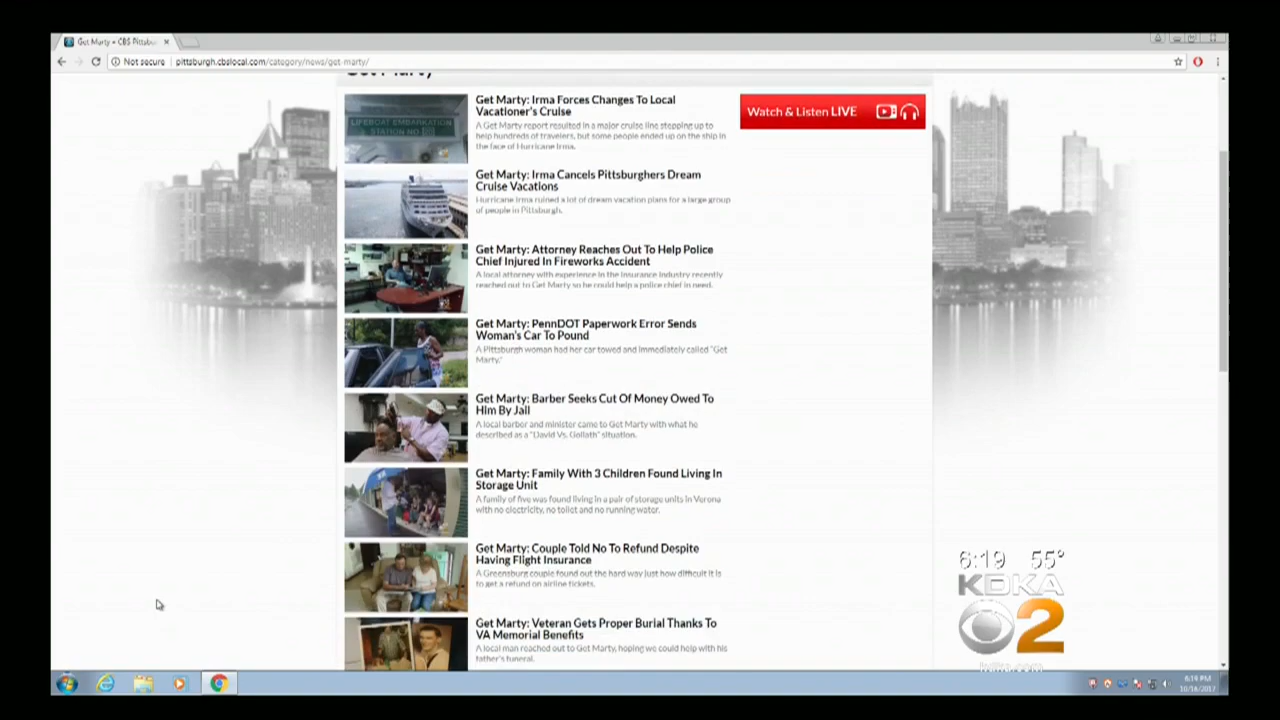 Get Marty « CBS Pittsbu
Not secure
pittsburgh.cbslocal.com/category/news/get-marty/
Get Marty
LIFEBOAT EMBARKATION
STATION NO
Get Marty: Irma Forces Changes To Local
Vacationer's Cruise
A Get Marty report resulted in a major cruise line stepping up to
help hundreds of travelers, but some people ended up on the ship in
the face of Hurricane Irma.
Watch & Listen LIVE
Get Marty: Irma Cancels Pittsburghers Dream
Cruise Vacations
Hurricane Irma ruined a lot of dream vacation plans for a large group
of people in Pittsburgh.
Get Marty: Attorney Reaches Out To Help Police
Chief Injured In Fireworks Accident
A local attorney with experience in the insurance industry recently
reached out to Get Marty so he could help a police chief in need.
Get Marty: PennDOT Paperwork Error Sends
Woman's Car To Pound
A Pittsburgh woman had her car towed and immediately called "Get
Marty."
Get Marty: Barber Seeks Cut Of Money Owed To
Him By Jail
A local barber and minister came to Get Marty with what he
described as a "David Vs. Goliath" situation.
Get Marty: Family With 3 Children Found Living In
Storage Unit
A family of five was found living in a pair of storage units in Verona
with no electricity, no toilet and no running water.
Get Marty: Couple Told No To Refund Despite
Having Flight Insurance
A Greensburg couple found out the hard way just how difficult it is
to get a refund on airline tickets.
Get Marty: Veteran Gets Proper Burial Thanks To
VA Memorial Benefits
A local man reached out to Get Marty, hoping we could help with his
father's funeral.
6:19 55°
KDKA
2
6:19 PM
10/16/2017